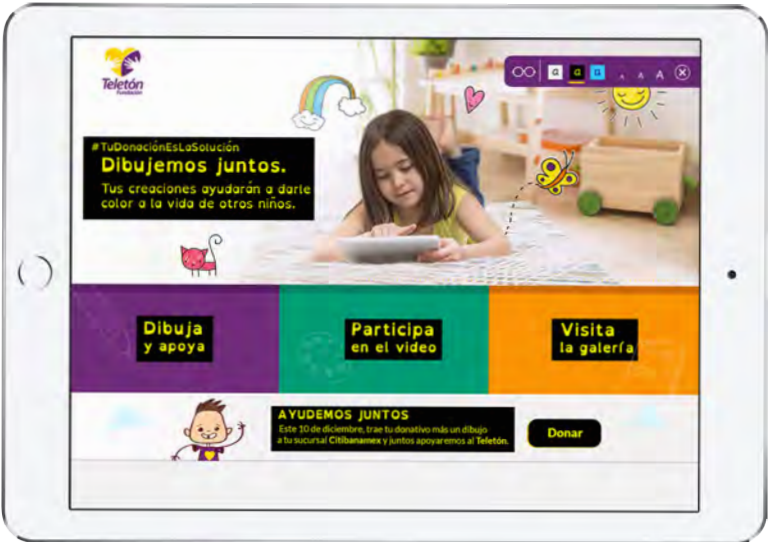 Teletón
Fundación
a a a A A A
#TuDonaciónEsLaSolución
Dibujemos juntos.
Tus creaciones ayudarán a darle
color a la vida de otros niños.
Dibuja
y apoya
Participa
en el video
Visita
la galería
AYUDEMOS JUNTOS
Este 10 de diciembre, trae tu donativo más un dibujo
a tu sucursal Citibanamex y juntos apoyaremos al Teletón.
Donar